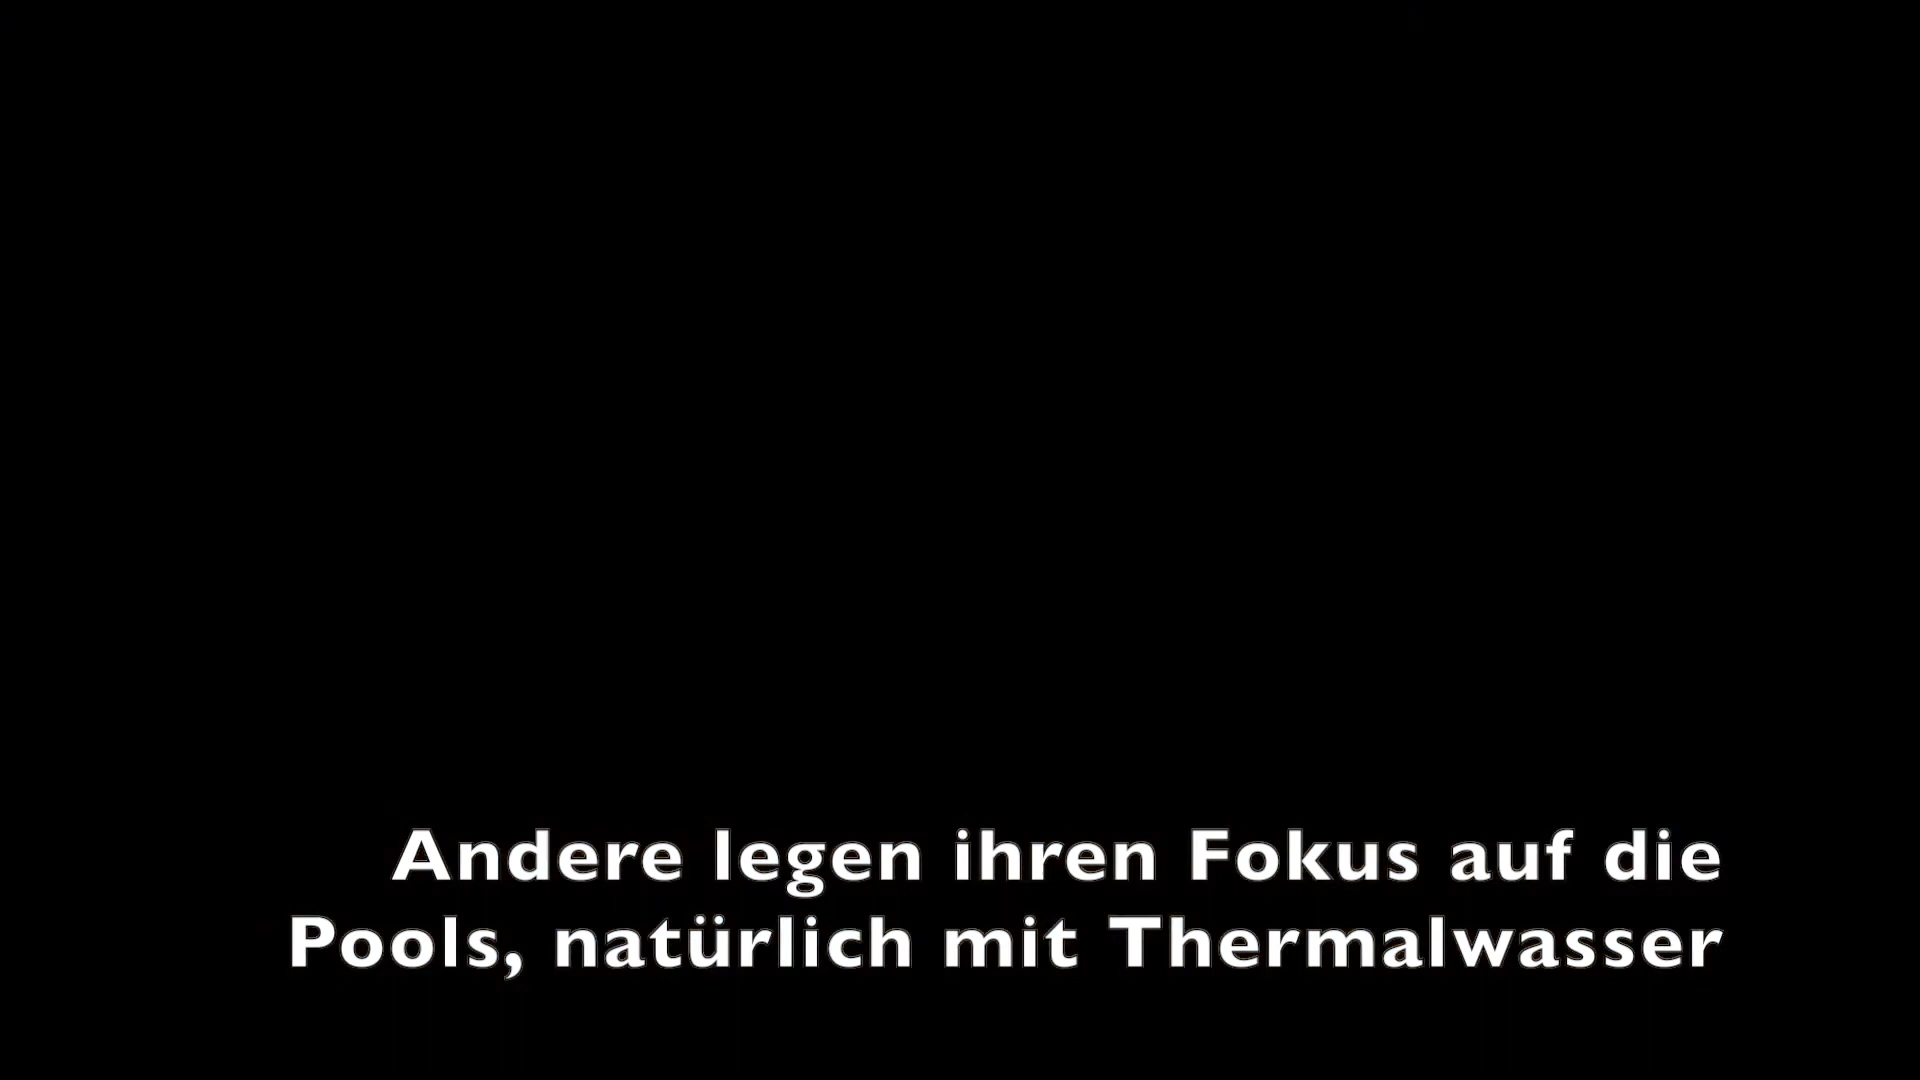 Andere legen ihren Fokus auf die
Pools, natürlich mit Thermalwasser